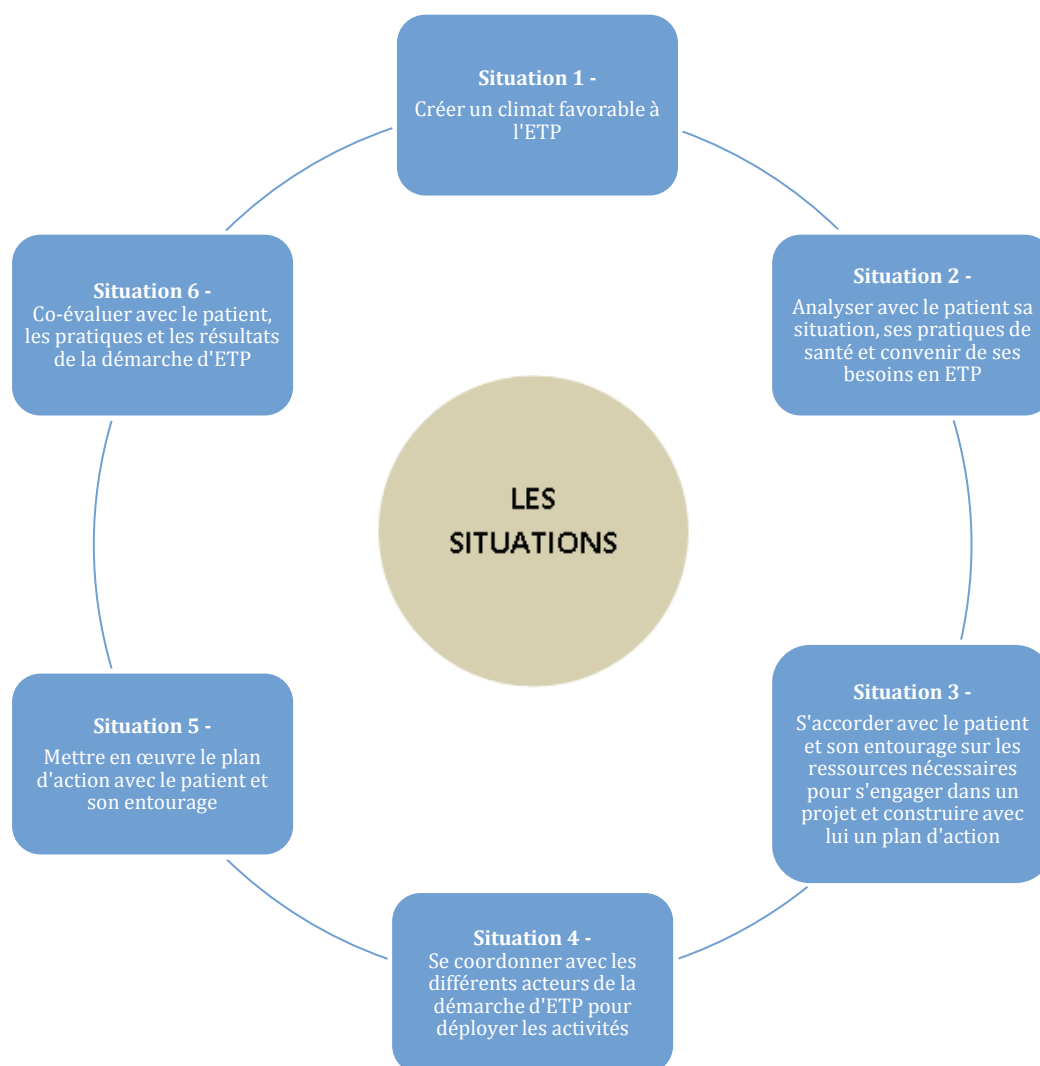 Situation 1 -
Créer un climat favorable à
l'ETP
Situation 2 -
Analyser avec le patient sa
situation, ses pratiques de
santé et convenir de ses
besoins en ETP
Situation 3 -
S'accorder avec le patient
et son entourage sur les
ressources nécessaires
pour s'engager dans un
projet et construire avec
lui un plan d'action
Situation 4 -
Se coordonner avec les
différents acteurs de la
démarche d'ETP pour
déployer les activités
Situation 5 -
Mettre en œuvre le plan
d'action avec le patient et
son entourage
Situation 6 -
Co-évaluer avec le patient,
les pratiques et les résultats
de la démarche d'ETP
LES
SITUATIONS